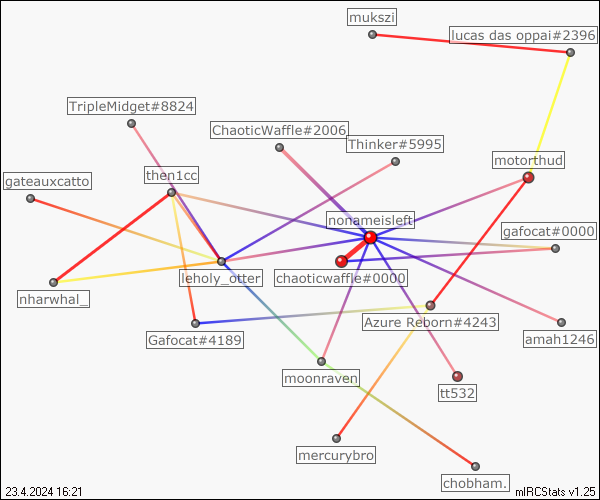 mukszi
lucas das oppai#2396
TripleMidget#8824
ChaoticWaffle#2006
Thinker#5995
motorthud
gateauxcatto
then1cc
nonameisleft
gafocat#0000
leholy_otter
chaoticwaffle#0000
nharwhal_
Azure Reborn#4243
Gafocat#4189
amah1246
moonraven
tt532
mercurybro
chobham.
23.4.2024 16:21
mIRCStats v1.25